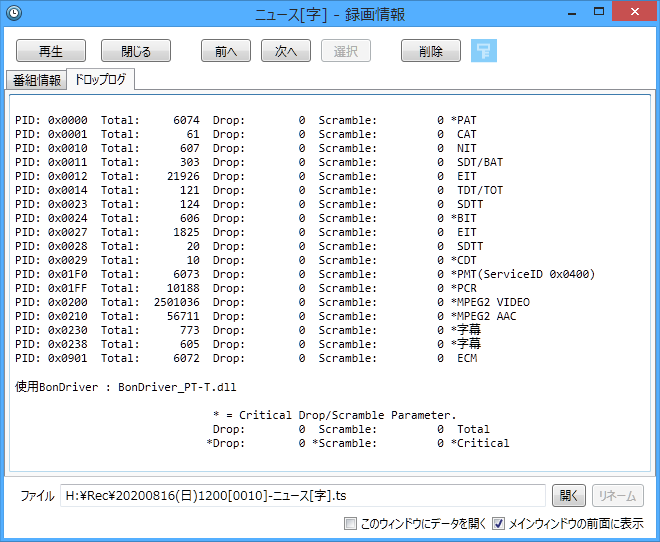 ニュース[字] - 録画情報
再生 閉じる 前へ 次へ 選択 削除
番組情報 ドロップログ
PID: 0x0000 Total: 6074 Drop: 0 Scramble: 0 *PAT
PID: 0x0001 Total: 61 Drop: 0 Scramble: 0 CAT
PID: 0x0010 Total: 607 Drop: 0 Scramble: 0 NIT
PID: 0x0011 Total: 303 Drop: 0 Scramble: 0 SDT/BAT
PID: 0x0012 Total: 21926 Drop: 0 Scramble: 0 EIT
PID: 0x0014 Total: 121 Drop: 0 Scramble: 0 TDT/TOT
PID: 0x0023 Total: 124 Drop: 0 Scramble: 0 SDTT
PID: 0x0024 Total: 606 Drop: 0 Scramble: 0 *BIT
PID: 0x0027 Total: 1825 Drop: 0 Scramble: 0 EIT
PID: 0x0028 Total: 20 Drop: 0 Scramble: 0 SDTT
PID: 0x0029 Total: 10 Drop: 0 Scramble: 0 *CDT
PID: 0x01F0 Total: 6073 Drop: 0 Scramble: 0 *PMT(ServiceID 0x0400)
PID: 0x01FF Total: 10188 Drop: 0 Scramble: 0 *PCR
PID: 0x0200 Total: 2501036 Drop: 0 Scramble: 0 *MPEG2 VIDEO
PID: 0x0210 Total: 56711 Drop: 0 Scramble: 0 *MPEG2 AAC
PID: 0x0230 Total: 773 Drop: 0 Scramble: 0 *字幕
PID: 0x0238 Total: 605 Drop: 0 Scramble: 0 *字幕
PID: 0x0901 Total: 6072 Drop: 0 Scramble: 0 ECM
使用BonDriver : BonDriver_PT-T.dll
* = Critical Drop/Scramble Parameter.
Drop: 0 Scramble: 0 Total
*Drop: 0 *Scramble: 0 *Critical
ファイル H:¥Rec¥20200816(日)1200[0010]-ニュース[字].ts 開く リネーム
このウィンドウにデータを開く メインウィンドウの前面に表示